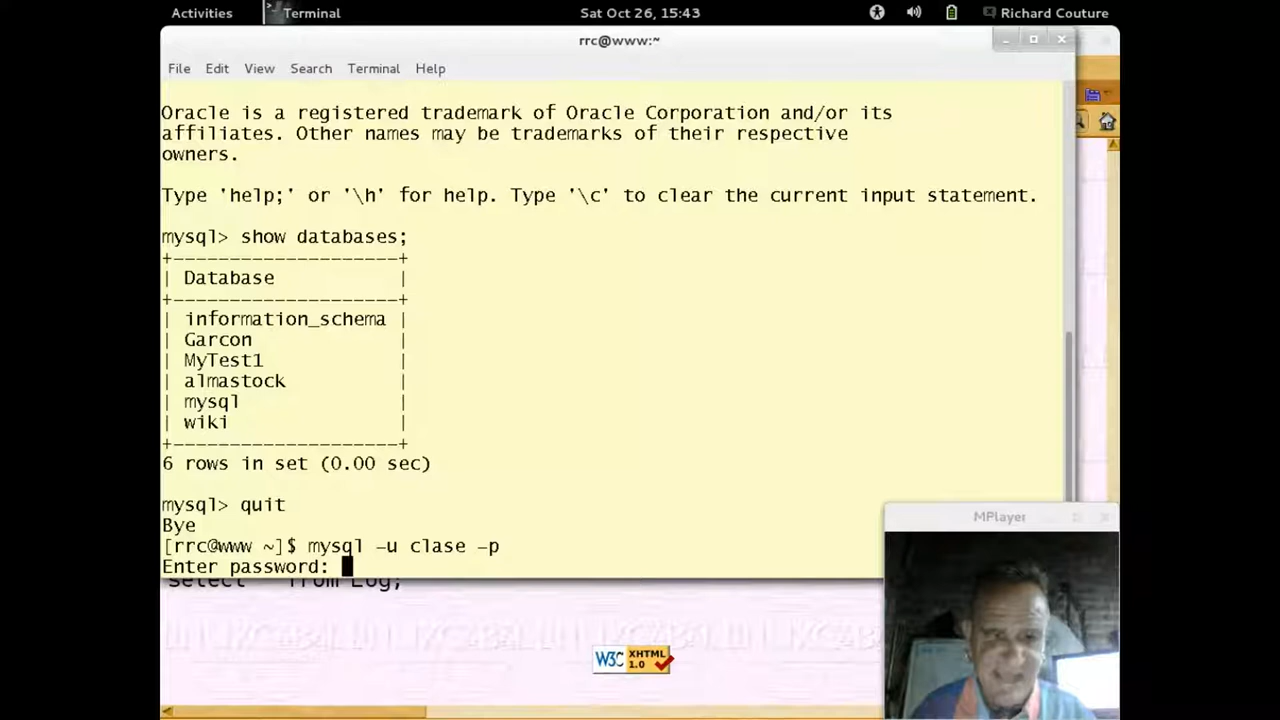 Activities
Terminal
Sat Oct 26, 15:43
Richard Couture
rrc@www:~
File Edit View Search Terminal Help
Oracle is a registered trademark of Oracle Corporation and/or its
affiliates. Other names may be trademarks of their respective
owners.
Type 'help;' or '\h' for help. Type '\c' to clear the current input statement.
mysql> show databases;
+--------------------+
| Database           |
+--------------------+
| information_schema |
| Garcon             |
| MyTest1            |
| almastock          |
| mysql              |
| wiki               |
+--------------------+
6 rows in set (0.00 sec)
mysql> quit
Bye
[rrc@www ~]$ mysql -u clase -p
Enter password:
select from Log;
MPlayer
W3C XHTML
1.0